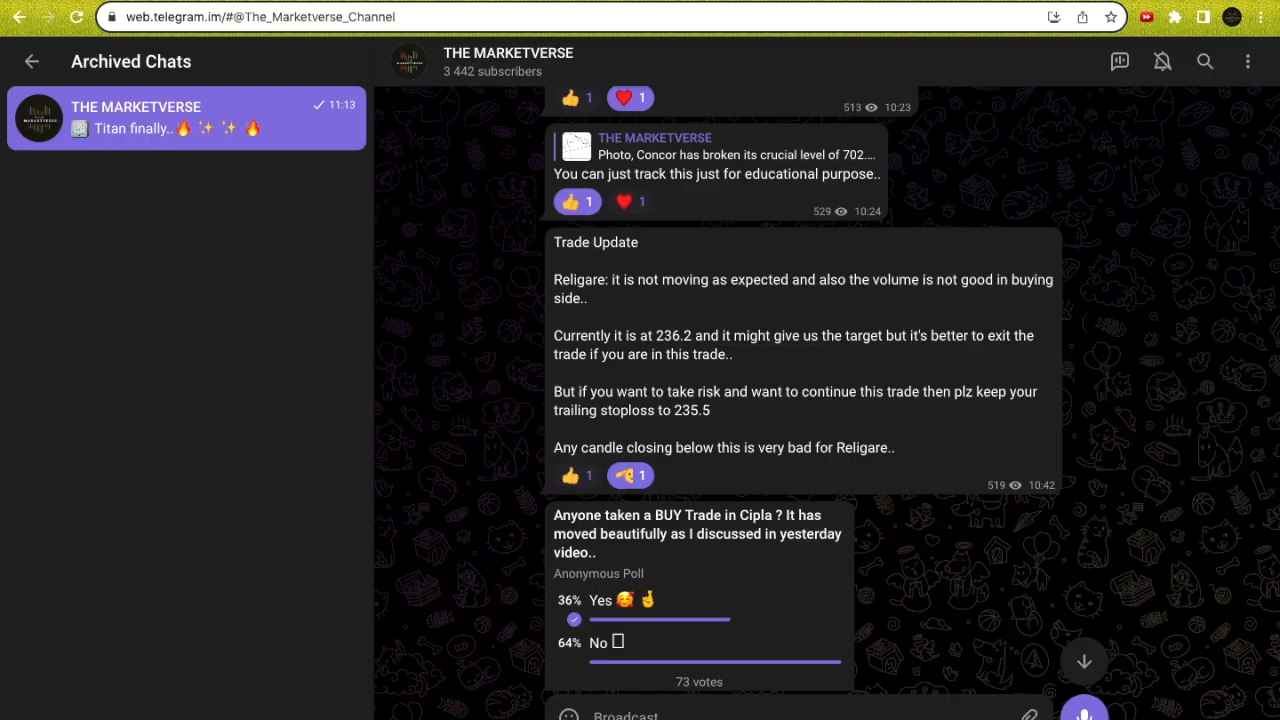 web.telegram.im/#@The_Marketverse_Channel
Archived Chats
THE MARKETVERSE
3 442 subscribers
THE MARKETVERSE
11:13
Titan finally..🔥 ✨ ✨ 🔥
👍 1 ❤️ 1
513 10:23
THE MARKETVERSE
Photo, Concor has broken its crucial level of 702....
You can just track this just for educational purpose..
👍 1 ❤️ 1
529 10:24
Trade Update
Religare: it is not moving as expected and also the volume is not good in buying
side..
Currently it is at 236.2 and it might give us the target but it's better to exit the
trade if you are in this trade..
But if you want to take risk and want to continue this trade then plz keep your
trailing stoploss to 235.5
Any candle closing below this is very bad for Religare..
👍 1 🫡 1
519 10:42
Anyone taken a BUY Trade in Cipla ? It has
moved beautifully as I discussed in yesterday
video..
Anonymous Poll
36% Yes 🥰 🤞
64% No
73 votes
Broadcast